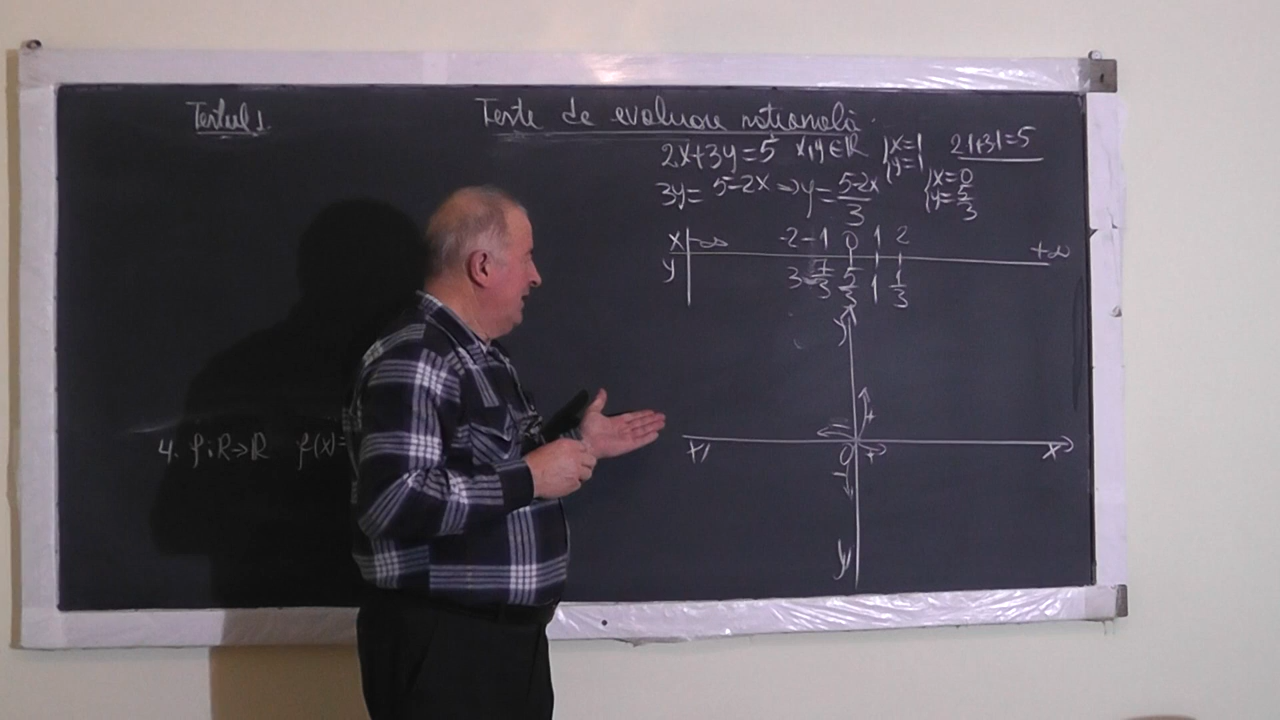 Testul 1.
Teste de evaluare națională
2x+3y=5 x,y∈R {x=1 y=1 2·1+3·1=5
3y=5-2x ⇒ y=5-2x/3 {x=0 y=5/3
x -∞ -2 -1 0 1 2 +∞
y 3 7/3 5/3 1 1/3
y
+
4. f:R→R f(x)=
-
x' O + x
-
y'